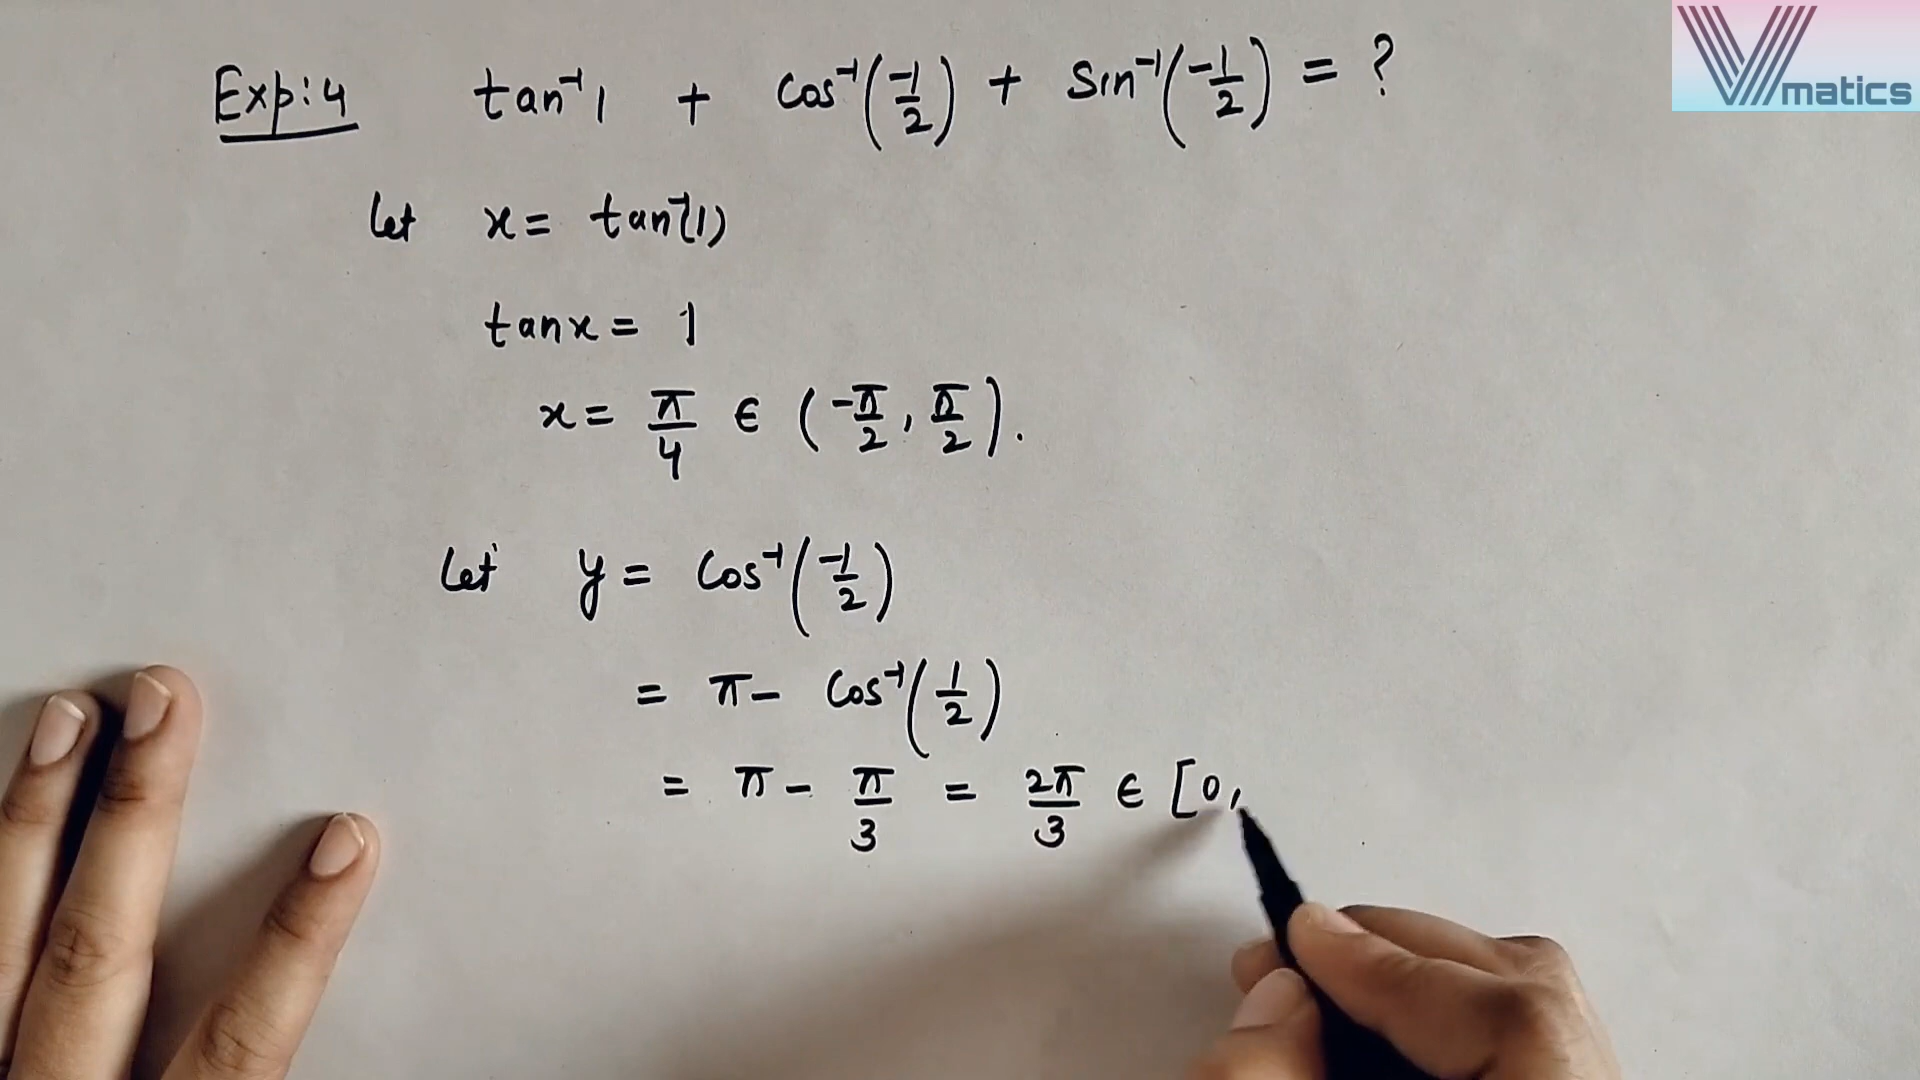 Exp:4 tan⁻¹1 + Cos⁻¹(-1/2) + Sin⁻¹(-1/2) = ?
Vmatics
Let x = tan⁻¹(1)
tanx = 1
x = π/4 ∈ (-π/2, π/2).
Let y = Cos⁻¹(-1/2)
= π - Cos⁻¹(1/2)
= π - π/3 = 2π/3 ∈ [0,